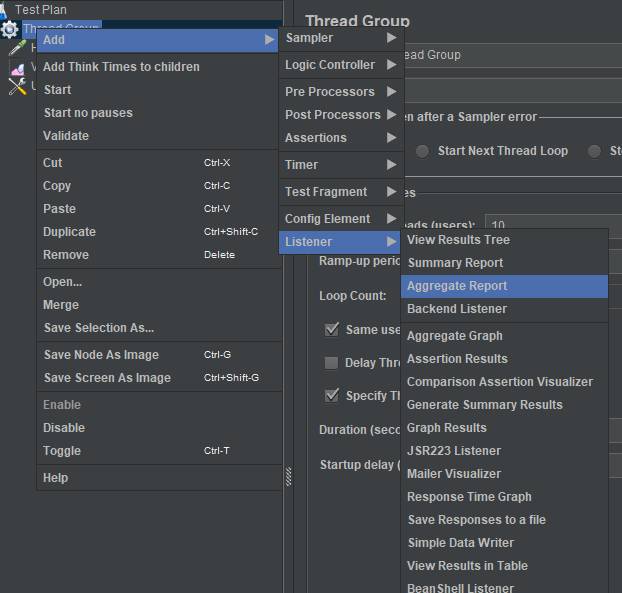 Test Plan
Thread Group
Add
Add Think Times to children
Start
Start no pauses
Validate
Cut Ctrl-X
Copy Ctrl-C
Paste Ctrl-V
Duplicate Ctrl+Shift-C
Remove Delete
Open...
Merge
Save Selection As...
Save Node As Image Ctrl-G
Save Screen As Image Ctrl+Shift-G
Enable
Disable
Toggle Ctrl-T
Help
Sampler
Logic Controller
Pre Processors
Post Processors
Assertions
Timer
Test Fragment
Config Element
Listener
View Results Tree
Summary Report
Aggregate Report
Backend Listener
Aggregate Graph
Assertion Results
Comparison Assertion Visualizer
Generate Summary Results
Graph Results
JSR223 Listener
Mailer Visualizer
Response Time Graph
Save Responses to a file
Simple Data Writer
View Results in Table
BeanShell Listener
Thread Group
ead Group
en after a Sampler error
Start Next Thread Loop
es
eads (users): 10
Ramp-up perio
Loop Count:
Same use
Delay Thre
Specify Th
Duration (seco
Startup delay (